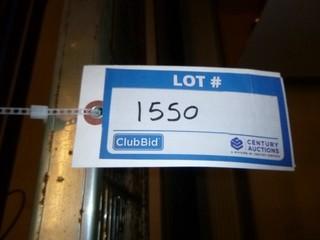 LOT #
1550
ClubBid
CENTURY
AUCTIONS